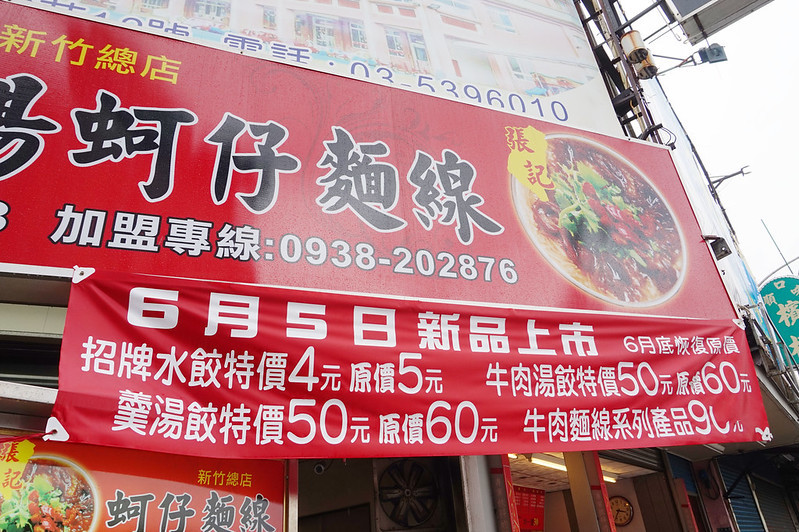 電話:03-5396010
新竹總店
湯蚵仔麵線
張記
加盟專線:0938-202876
6月5日新品上市 6月底恢復原價
招牌水餃特價4元 原價5元 牛肉湯餃特價50元 原價60元
羹湯餃特價50元 原價60元 牛肉麵線系列產品90元
張記
新竹總店
蚵仔麵線